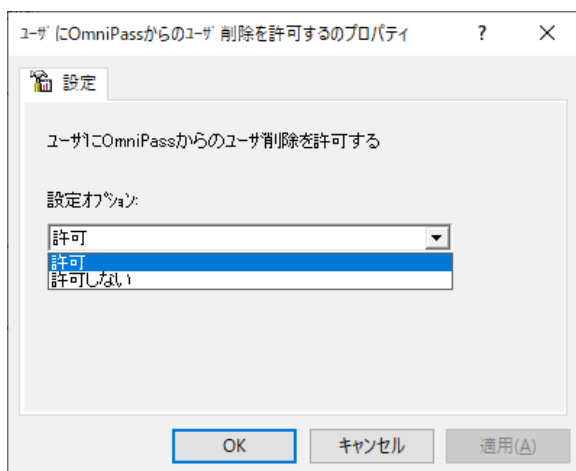 ユーザにOmniPassからのユーザ削除を許可するのプロパティ
? ×
設定
ユーザにOmniPassからのユーザ削除を許可する
設定オプション:
許可
許可
許可しない
OK
キャンセル
適用(A)